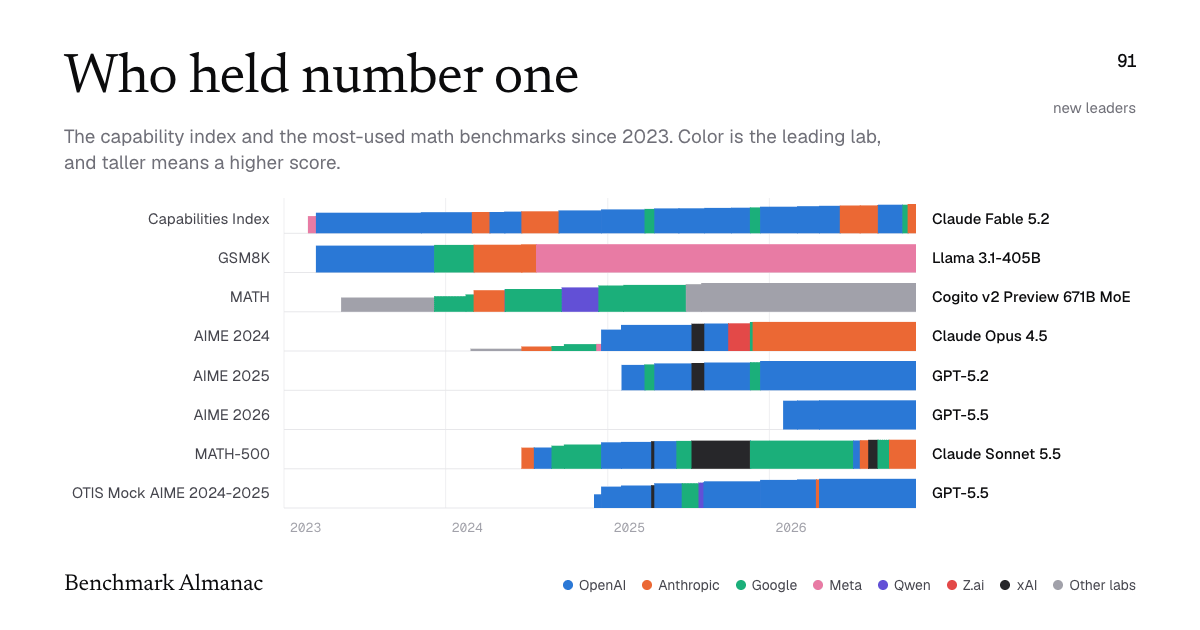 Who held number one
91
new leaders
The capability index and the most-used math benchmarks since 2023. Color is the leading lab,
and taller means a higher score.
Capabilities Index
Claude Fable 5.2
GSM8K
Llama 3.1-405B
MATH
Cogito v2 Preview 671B MoE
AIME 2024
Claude Opus 4.5
AIME 2025
GPT-5.2
AIME 2026
GPT-5.5
MATH-500
Claude Sonnet 5.5
OTIS Mock AIME 2024-2025
GPT-5.5
2023 2024 2025 2026
Benchmark Almanac
OpenAI Anthropic Google Meta Qwen Z.ai xAI Other labs